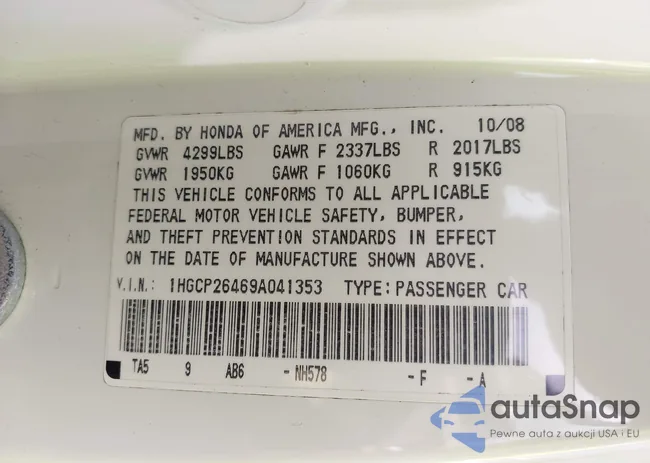 MFD. BY HONDA OF AMERICA MFG., INC. 10/08
GVWR 4299LBS GAWR F 2337LBS R 2017LBS
GVWR 1950KG GAWR F 1060KG R 915KG
THIS VEHICLE CONFORMS TO ALL APPLICABLE
FEDERAL MOTOR VEHICLE SAFETY, BUMPER,
AND THEFT PREVENTION STANDARDS IN EFFECT
ON THE DATE OF MANUFACTURE SHOWN ABOVE.
V.I.N.: 1HGCP26469A041353 TYPE: PASSENGER CAR
TA5 9 AB6 - NH578 - F - A
autaSnap
Pewne auta z aukcji USA i EU